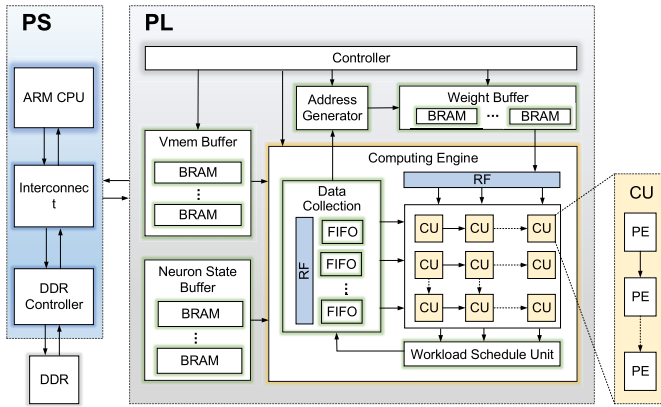 PS
PL
Controller
ARM CPU
Address
Generator
Weight Buffer
BRAM ... BRAM
Vmem Buffer
BRAM
BRAM
Computing Engine
Interconnec
t
RF
Data
Collection
CU
FIFO
CU CU CU
PE
RF
FIFO
CU CU CU
Neuron State
Buffer
DDR
Controller
PE
BRAM
FIFO
CU CU CU
BRAM
Workload Schedule Unit
PE
DDR